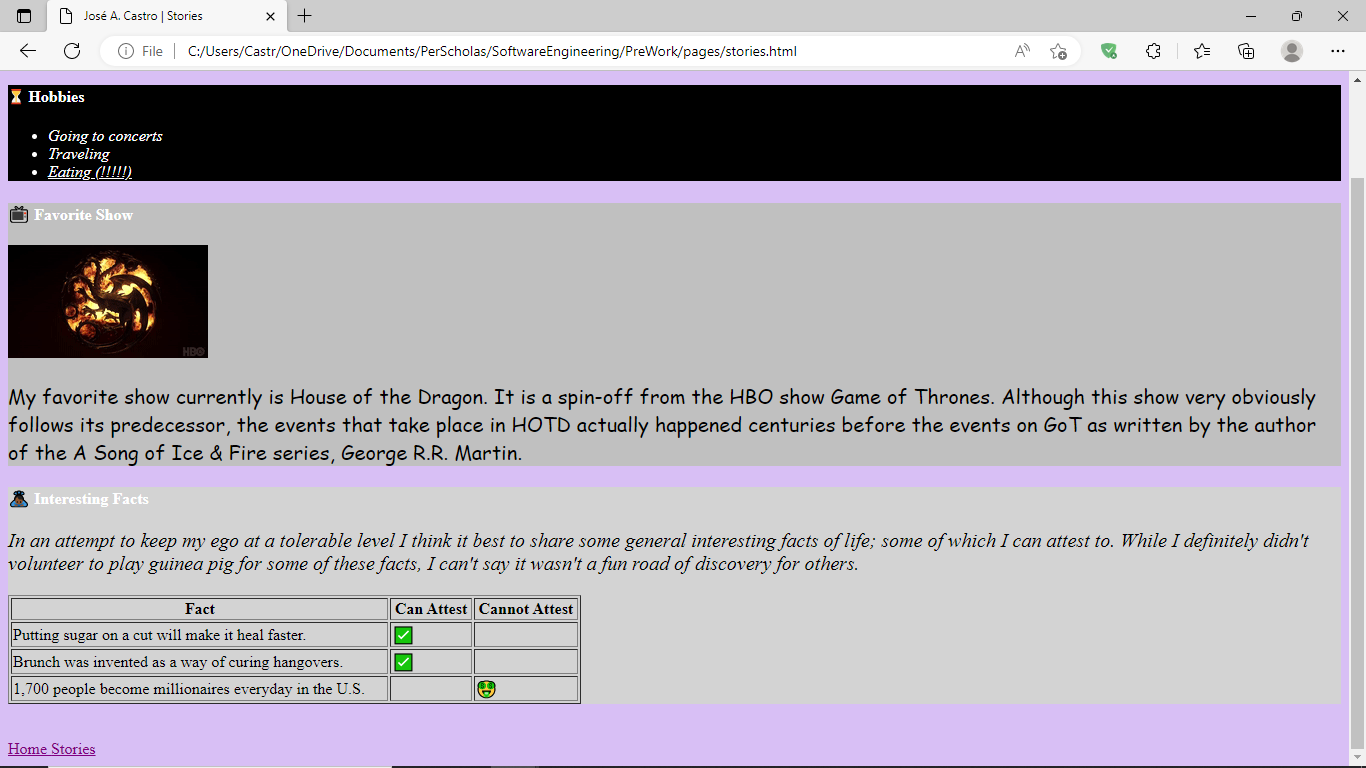 José A. Castro | Stories
File
C:/Users/Castr/OneDrive/Documents/PerScholas/SoftwareEngineering/PreWork/pages/stories.html
⏳ Hobbies
• Going to concerts
• Traveling
• Eating (!!!!!)
📺 Favorite Show
HBO
My favorite show currently is House of the Dragon. It is a spin-off from the HBO show Game of Thrones. Although this show very obviously
follows its predecessor, the events that take place in HOTD actually happened centuries before the events on GoT as written by the author
of the A Song of Ice & Fire series, George R.R. Martin.
Interesting Facts
In an attempt to keep my ego at a tolerable level I think it best to share some general interesting facts of life; some of which I can attest to. While I definitely didn't
volunteer to play guinea pig for some of these facts, I can't say it wasn't a fun road of discovery for others.
Fact Can Attest Cannot Attest
Putting sugar on a cut will make it heal faster. ✅
Brunch was invented as a way of curing hangovers. ✅
1,700 people become millionaires everyday in the U.S. 🤑
Home Stories